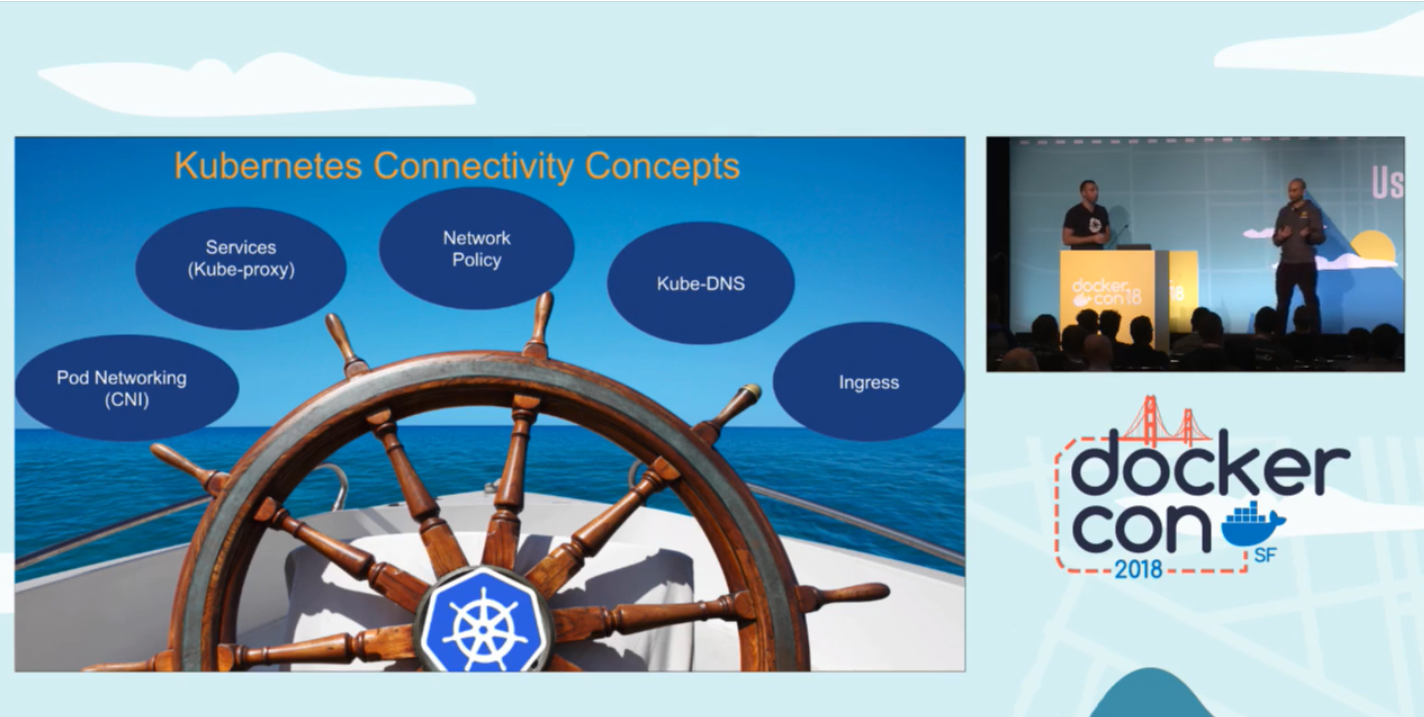 Kubernetes Connectivity Concepts
Services
(Kube-proxy)
Network
Policy
Kube-DNS
Pod Networking
(CNI)
Ingress
Us
docker
con18
18
docker
con
SF
2018